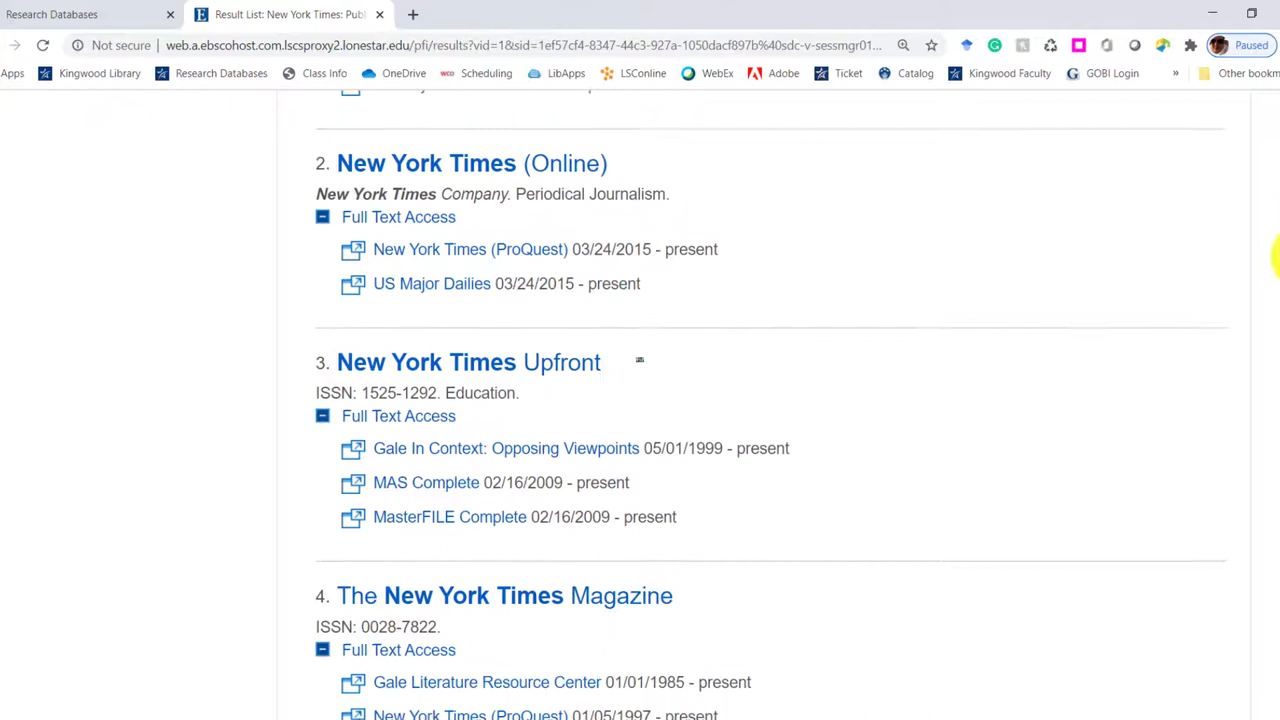 Research Databases
Result List: New York Times: Publ
Not secure
web.a.ebscohost.com.lscsproxy2.lonestar.edu/pfi/results?vid=1&sid=1ef57cf4-8347-44c3-927a-1050dacf897b%40sdc-v-sessmgr01...
Paused
Apps Kingwood Library Research Databases Class Info OneDrive Scheduling LibApps LSConline WebEx Adobe Ticket Catalog Kingwood Faculty GOBI Login » Other bookm
2. New York Times (Online)
New York Times Company. Periodical Journalism.
Full Text Access
New York Times (ProQuest) 03/24/2015 - present
US Major Dailies 03/24/2015 - present
3. New York Times Upfront
ISSN: 1525-1292. Education.
Full Text Access
Gale In Context: Opposing Viewpoints 05/01/1999 - present
MAS Complete 02/16/2009 - present
MasterFILE Complete 02/16/2009 - present
4. The New York Times Magazine
ISSN: 0028-7822.
Full Text Access
Gale Literature Resource Center 01/01/1985 - present
New York Times (ProQuest) 01/05/1997 - present